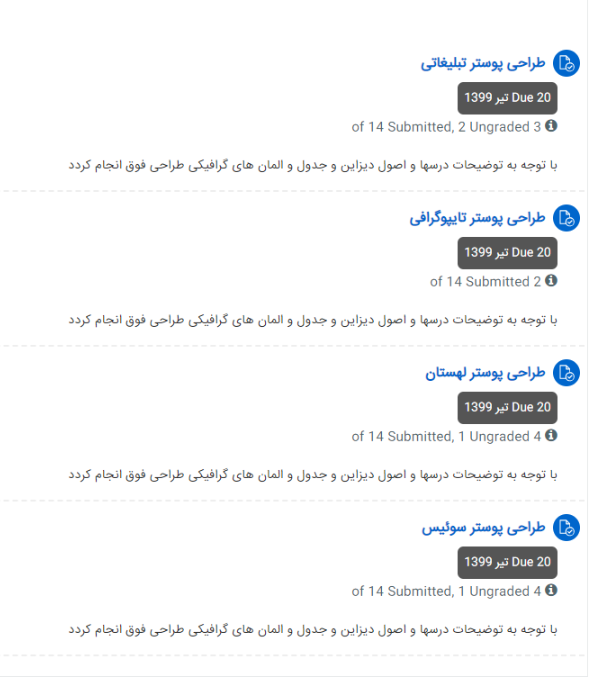 طراحی پوستر تبلیغاتی
Due 20 تیر 1399
of 14 Submitted, 2 Ungraded 3
با توجه به توضیحات درسها و اصول دیزاین و جدول و المان های گرافیکی طراحی فوق انجام کردد
طراحی پوستر تایپوگرافی
Due 20 تیر 1399
of 14 Submitted 2
با توجه به توضیحات درسها و اصول دیزاین و جدول و المان های گرافیکی طراحی فوق انجام کردد
طراحی پوستر لهستان
Due 20 تیر 1399
of 14 Submitted, 1 Ungraded 4
با توجه به توضیحات درسها و اصول دیزاین و جدول و المان های گرافیکی طراحی فوق انجام کردد
طراحی پوستر سوئیس
Due 20 تیر 1399
of 14 Submitted, 1 Ungraded 4
با توجه به توضیحات درسها و اصول دیزاین و جدول و المان های گرافیکی طراحی فوق انجام کردد